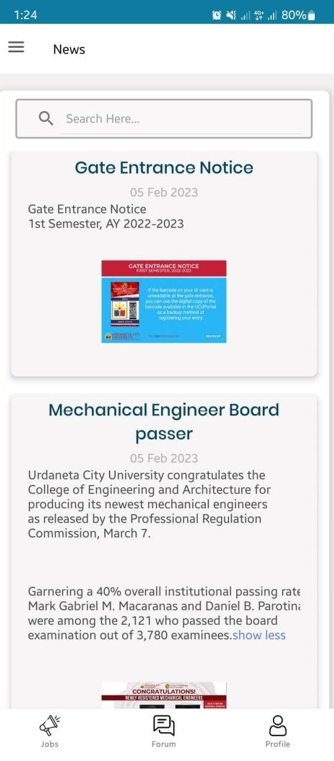 1:24
4G+
80%
News
Search Here...
Gate Entrance Notice
05 Feb 2023
Gate Entrance Notice
1st Semester, AY 2022-2023
GATE ENTRANCE NOTICE
FIRST SEMESTER, 2022-2023
If the barcode on your ID card is
unreadable at the gate entrance,
you can use the digital copy of the
barcode available in the UCUPortal
as a backup method of
registering your entry.
Mechanical Engineer Board
passer
05 Feb 2023
Urdaneta City University congratulates the
College of Engineering and Architecture for
producing its newest mechanical engineers
as released by the Professional Regulation
Commission, March 7.
Garnering a 40% overall institutional passing rate
Mark Gabriel M. Macaranas and Daniel B. Parotina
were among the 2,121 who passed the board
examination out of 3,780 examinees.show less
CONGRATULATIONS!
NEWLY REGISTERED MECHANICAL ENGINEERS
Jobs
Forum
Profile